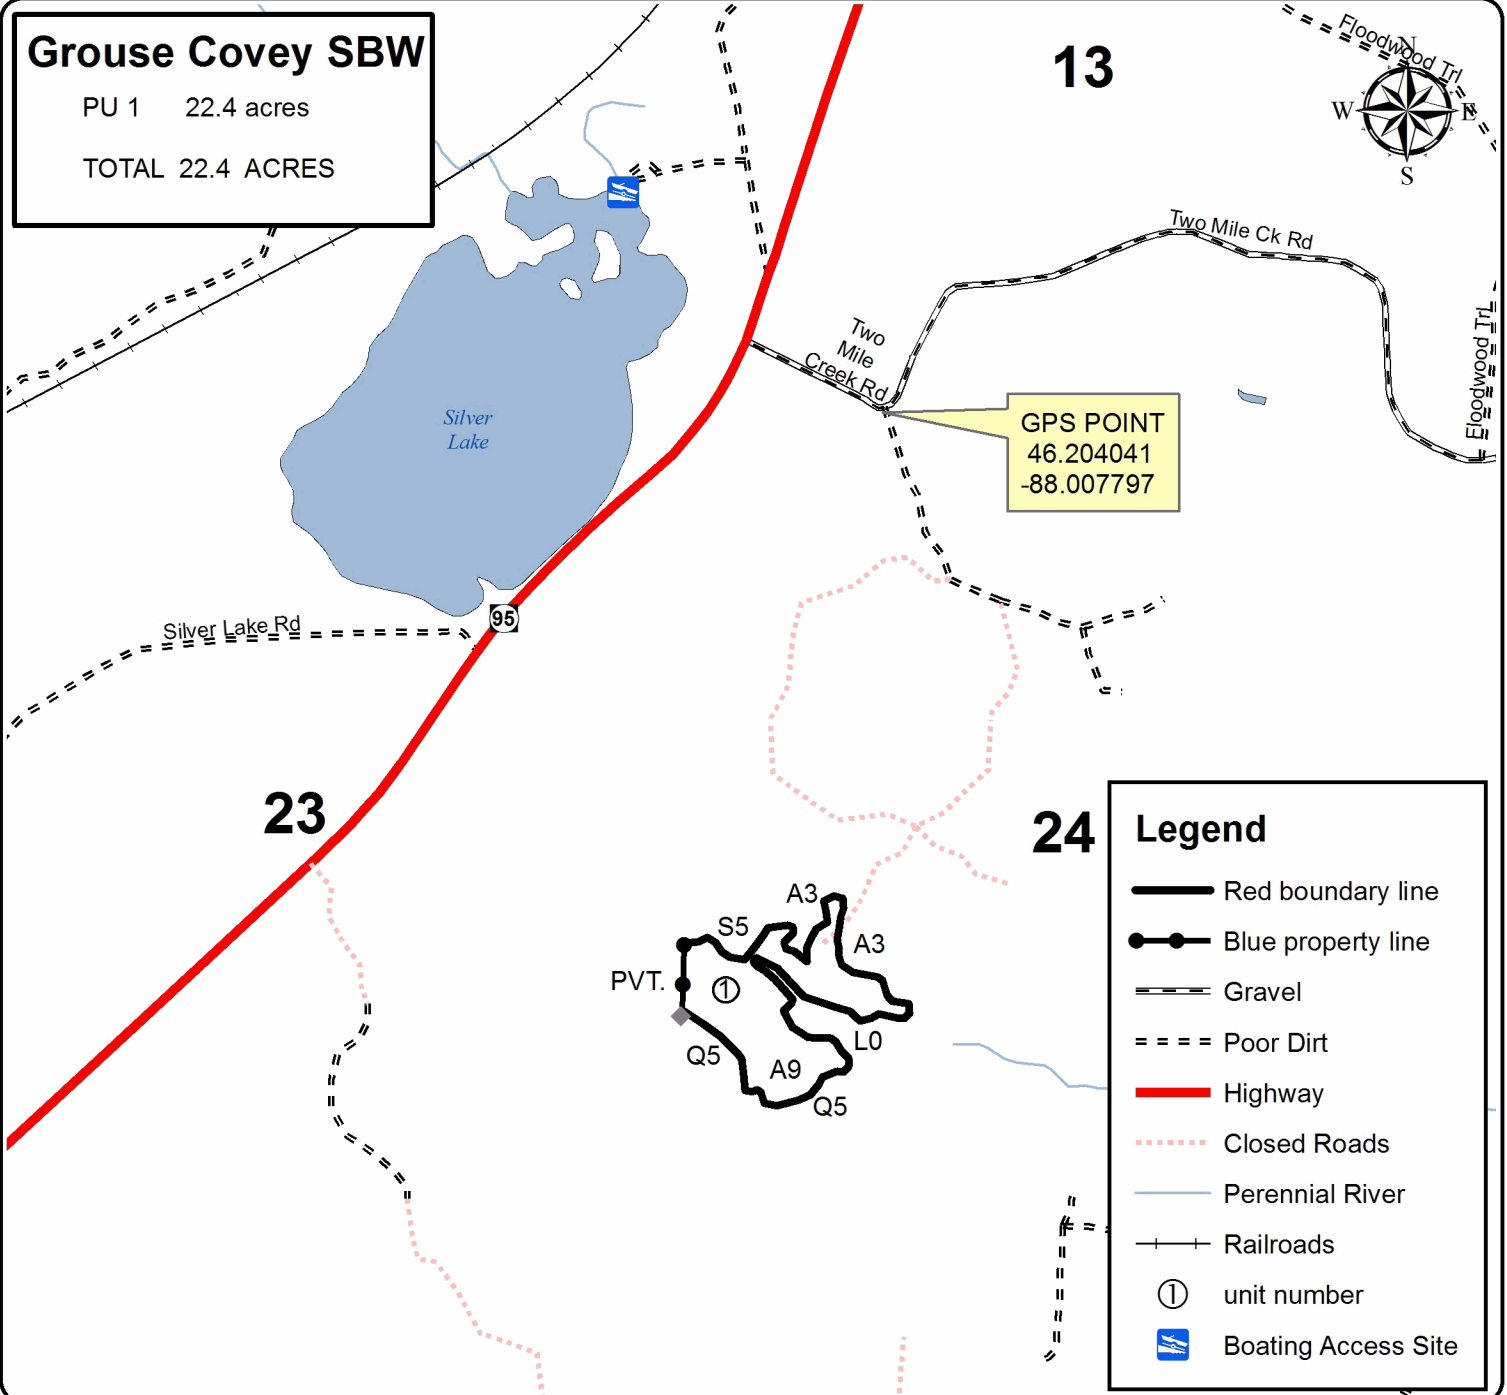 Grouse Covey SBW
PU 1 22.4 acres
TOTAL 22.4 ACRES
13
Floodwood Trl
N
W
E
S
Two Mile Ck Rd
Two
Mile
Creek Rd
Floodwood Trl
Silver
Lake
GPS POINT
46.204041
-88.007797
95
Silver Lake Rd
23
24
A3
S5
A3
PVT.
1
L0
Q5
A9
Q5
Legend
Red boundary line
Blue property line
Gravel
Poor Dirt
Highway
Closed Roads
Perennial River
Railroads
1 unit number
Boating Access Site